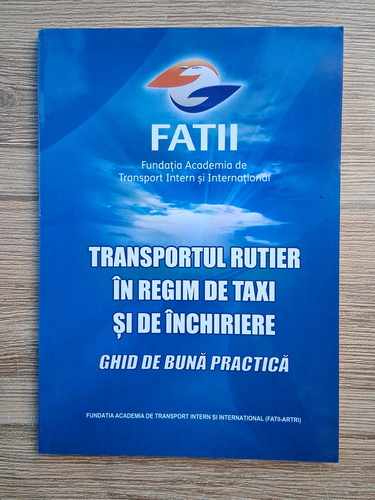 FATII
Fundația Academia de
Transport Intern și Internațional
TRANSPORTUL RUTIER
ÎN REGIM DE TAXI
ȘI DE ÎNCHIRIERE
GHID DE BUNĂ PRACTICĂ
FUNDAȚIA ACADEMIA DE TRANSPORT INTERN ȘI INTERNAȚIONAL (FATII-ARTRI)